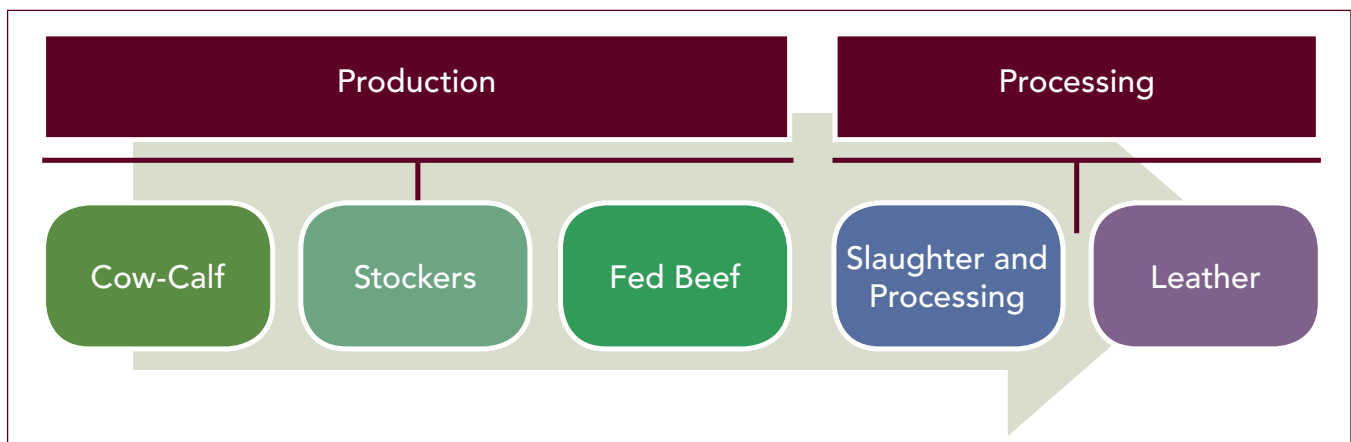 Production
Processing
Cow-Calf
Stockers
Fed Beef
Slaughter and
Processing
Leather